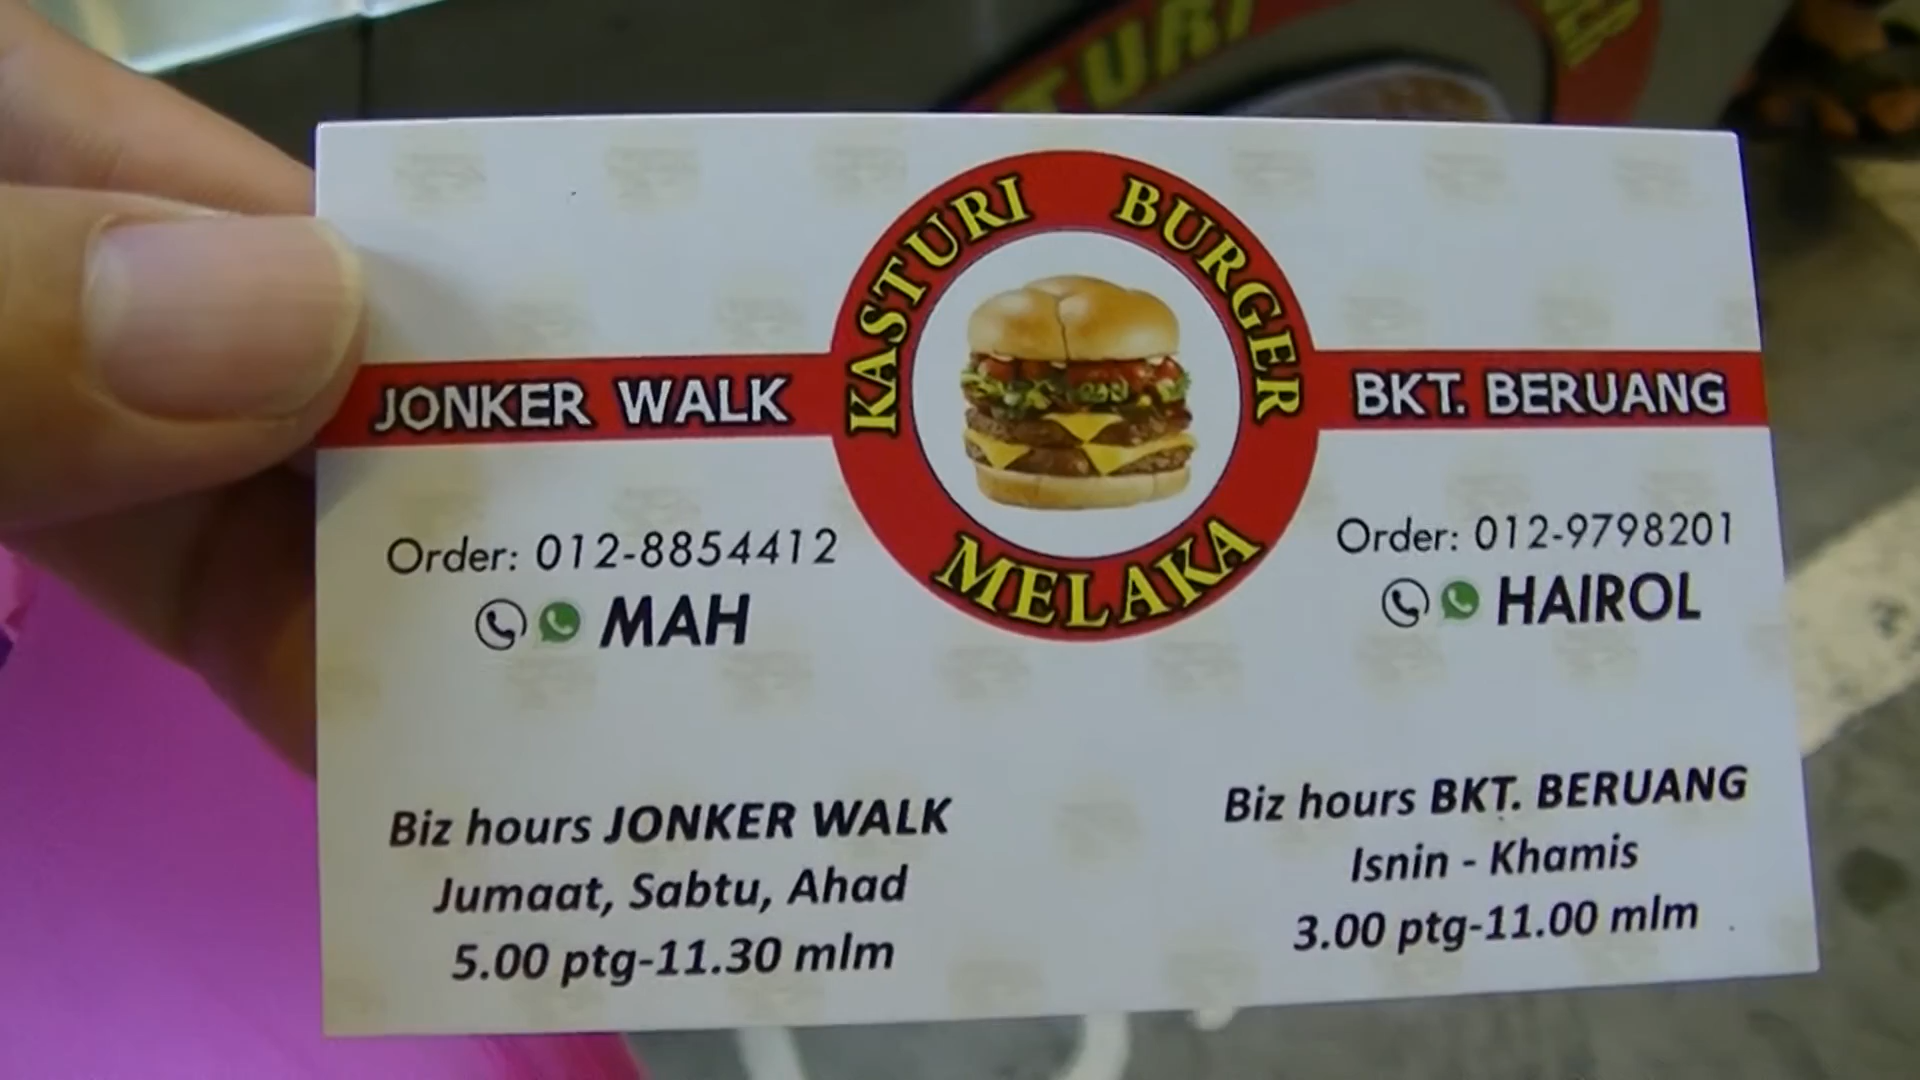 KASTURI BURGER
MELAKA
JONKER WALK
BKT. BERUANG
Order: 012-8854412
MAH
Order: 012-9798201
HAIROL
Biz hours JONKER WALK
Jumaat, Sabtu, Ahad
5.00 ptg-11.30 mlm
Biz hours BKT. BERUANG
Isnin - Khamis
3.00 ptg-11.00 mlm